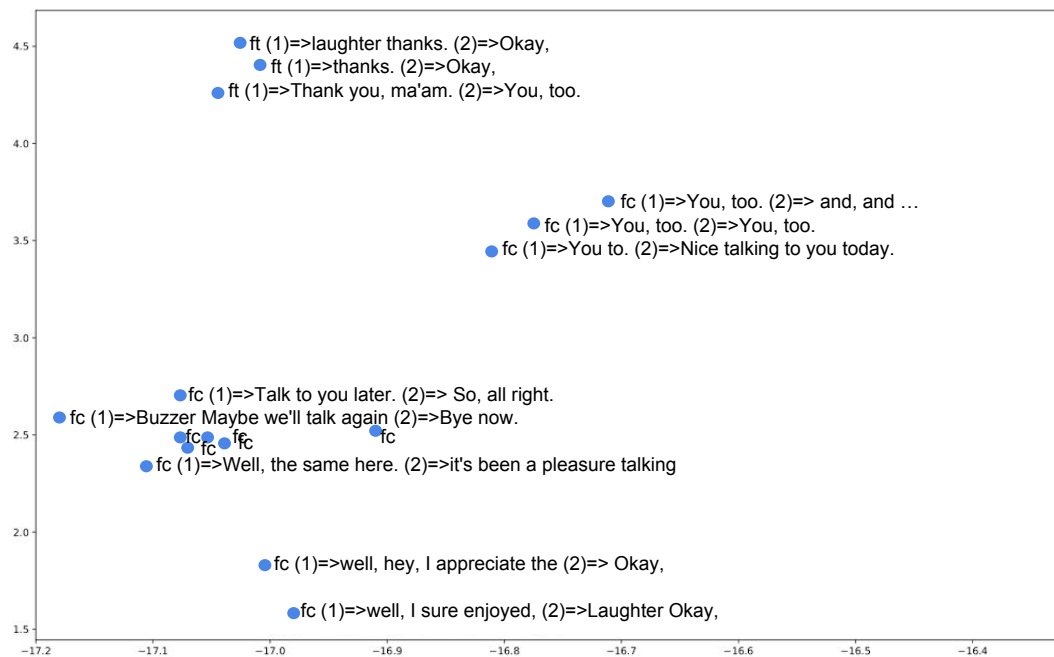 4.5
ft (1)=>laughter thanks. (2)=>Okay,
ft (1)=>thanks. (2)=>Okay,
ft (1)=>Thank you, ma'am. (2)=>You, too.
4.0
fc (1)=>You, too. (2)=> and, and …
fc (1)=>You, too. (2)=>You, too.
3.5
fc (1)=>You to. (2)=>Nice talking to you today.
3.0
fc (1)=>Talk to you later. (2)=> So, all right.
fc (1)=>Buzzer Maybe we'll talk again (2)=>Bye now.
2.5
fc fc fc fc fc
fc (1)=>Well, the same here. (2)=>it's been a pleasure talking
2.0
fc (1)=>well, hey, I appreciate the (2)=> Okay,
fc (1)=>well, I sure enjoyed, (2)=>Laughter Okay,
1.5
−17.2 −17.1 −17.0 −16.9 −16.8 −16.7 −16.6 −16.5 −16.4